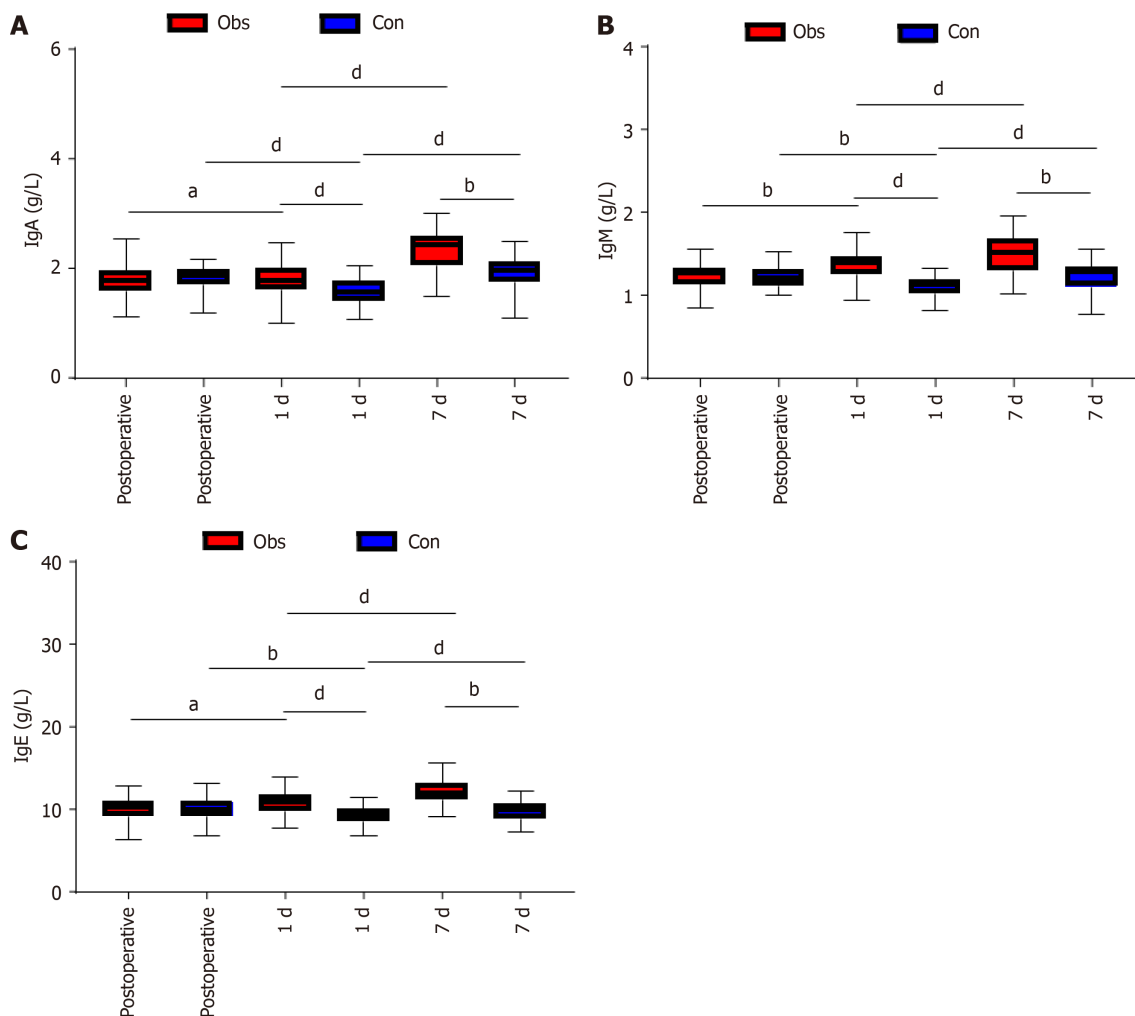 A
Obs
Con
6
4
2
0
IgA (g/L)
d
d
d
a
d
b
Postoperative
Postoperative
1 d
1 d
7 d
7 d
B
Obs
Con
4
3
2
1
0
IgM (g/L)
d
b
d
b
d
b
Postoperative
Postoperative
1 d
1 d
7 d
7 d
C
Obs
Con
40
30
20
10
0
IgE (g/L)
d
b
d
a
d
b
Postoperative
Postoperative
1 d
1 d
7 d
7 d